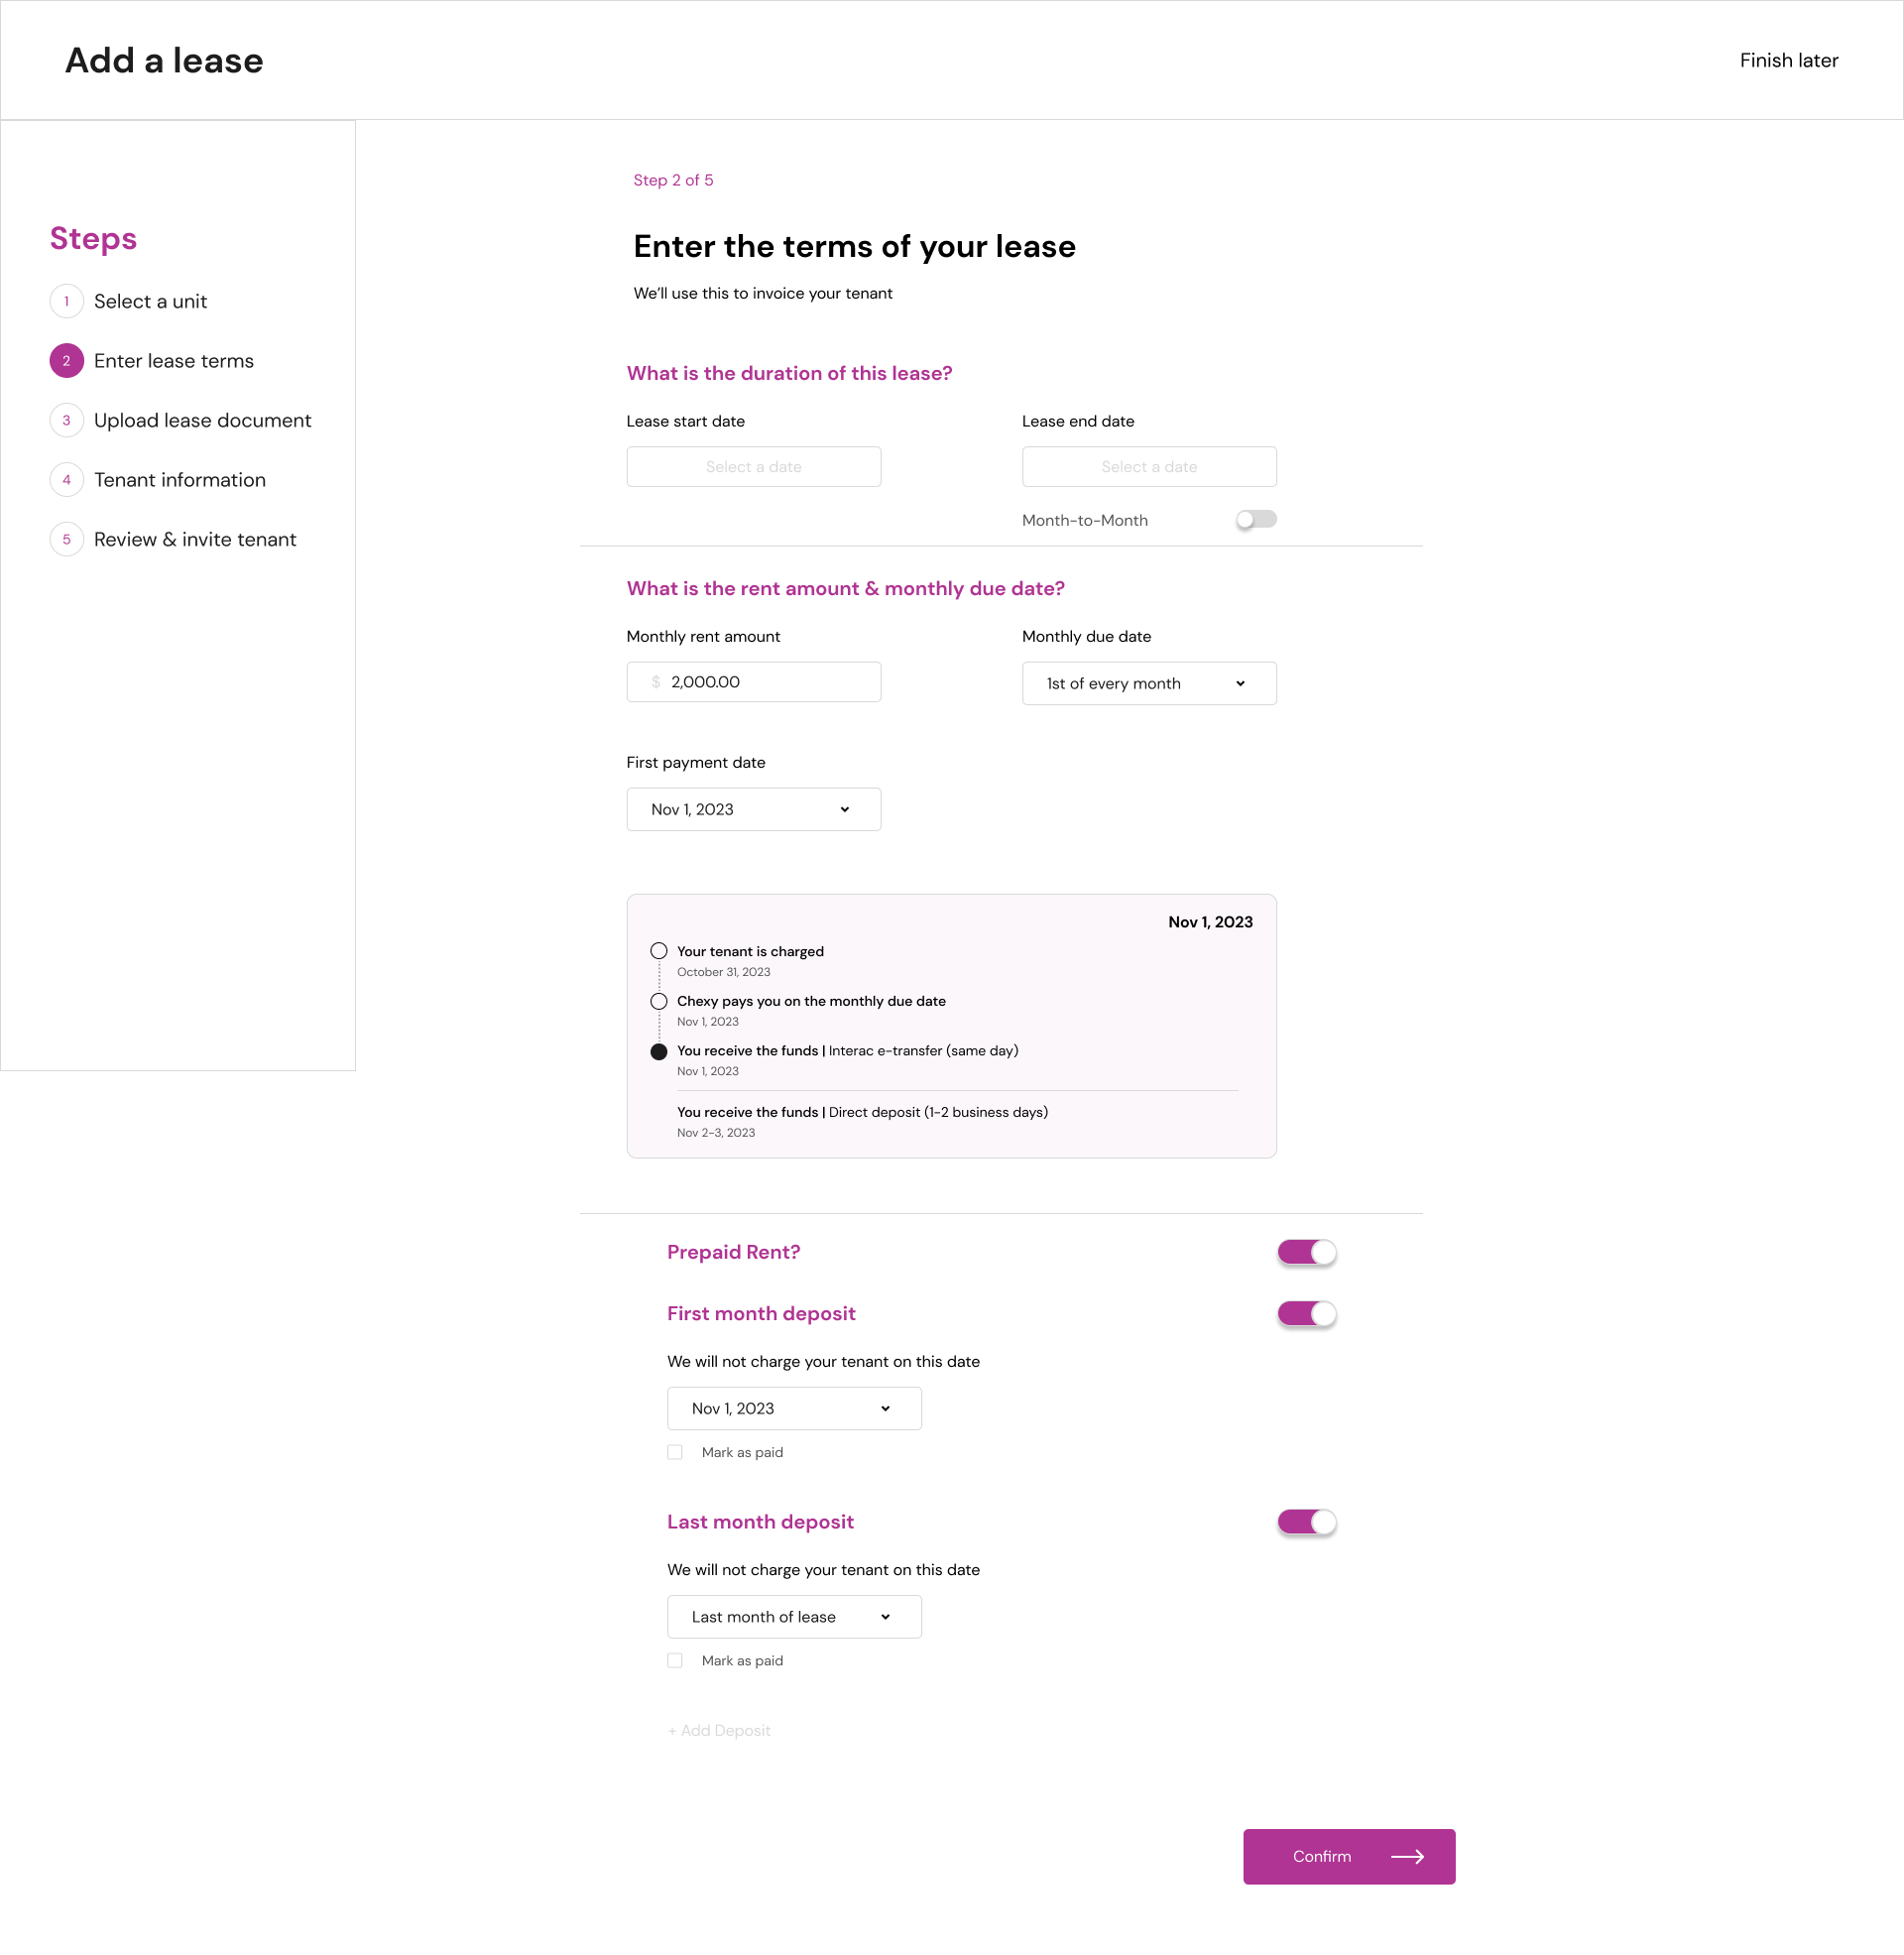 Add a lease
Finish later
Steps
1 Select a unit
2 Enter lease terms
3 Upload lease document
4 Tenant information
5 Review & invite tenant
Step 2 of 5
Enter the terms of your lease
We'll use this to invoice your tenant
What is the duration of this lease?
Lease start date
Lease end date
Select a date
Select a date
Month-to-Month
What is the rent amount & monthly due date?
Monthly rent amount
Monthly due date
$ 2,000.00
1st of every month
First payment date
Nov 1, 2023
Nov 1, 2023
Your tenant is charged
October 31, 2023
Chexy pays you on the monthly due date
Nov 1, 2023
You receive the funds | Interac e-transfer (same day)
Nov 1, 2023
You receive the funds | Direct deposit (1-2 business days)
Nov 2-3, 2023
Prepaid Rent?
First month deposit
We will not charge your tenant on this date
Nov 1, 2023
Mark as paid
Last month deposit
We will not charge your tenant on this date
Last month of lease
Mark as paid
+ Add Deposit
Confirm